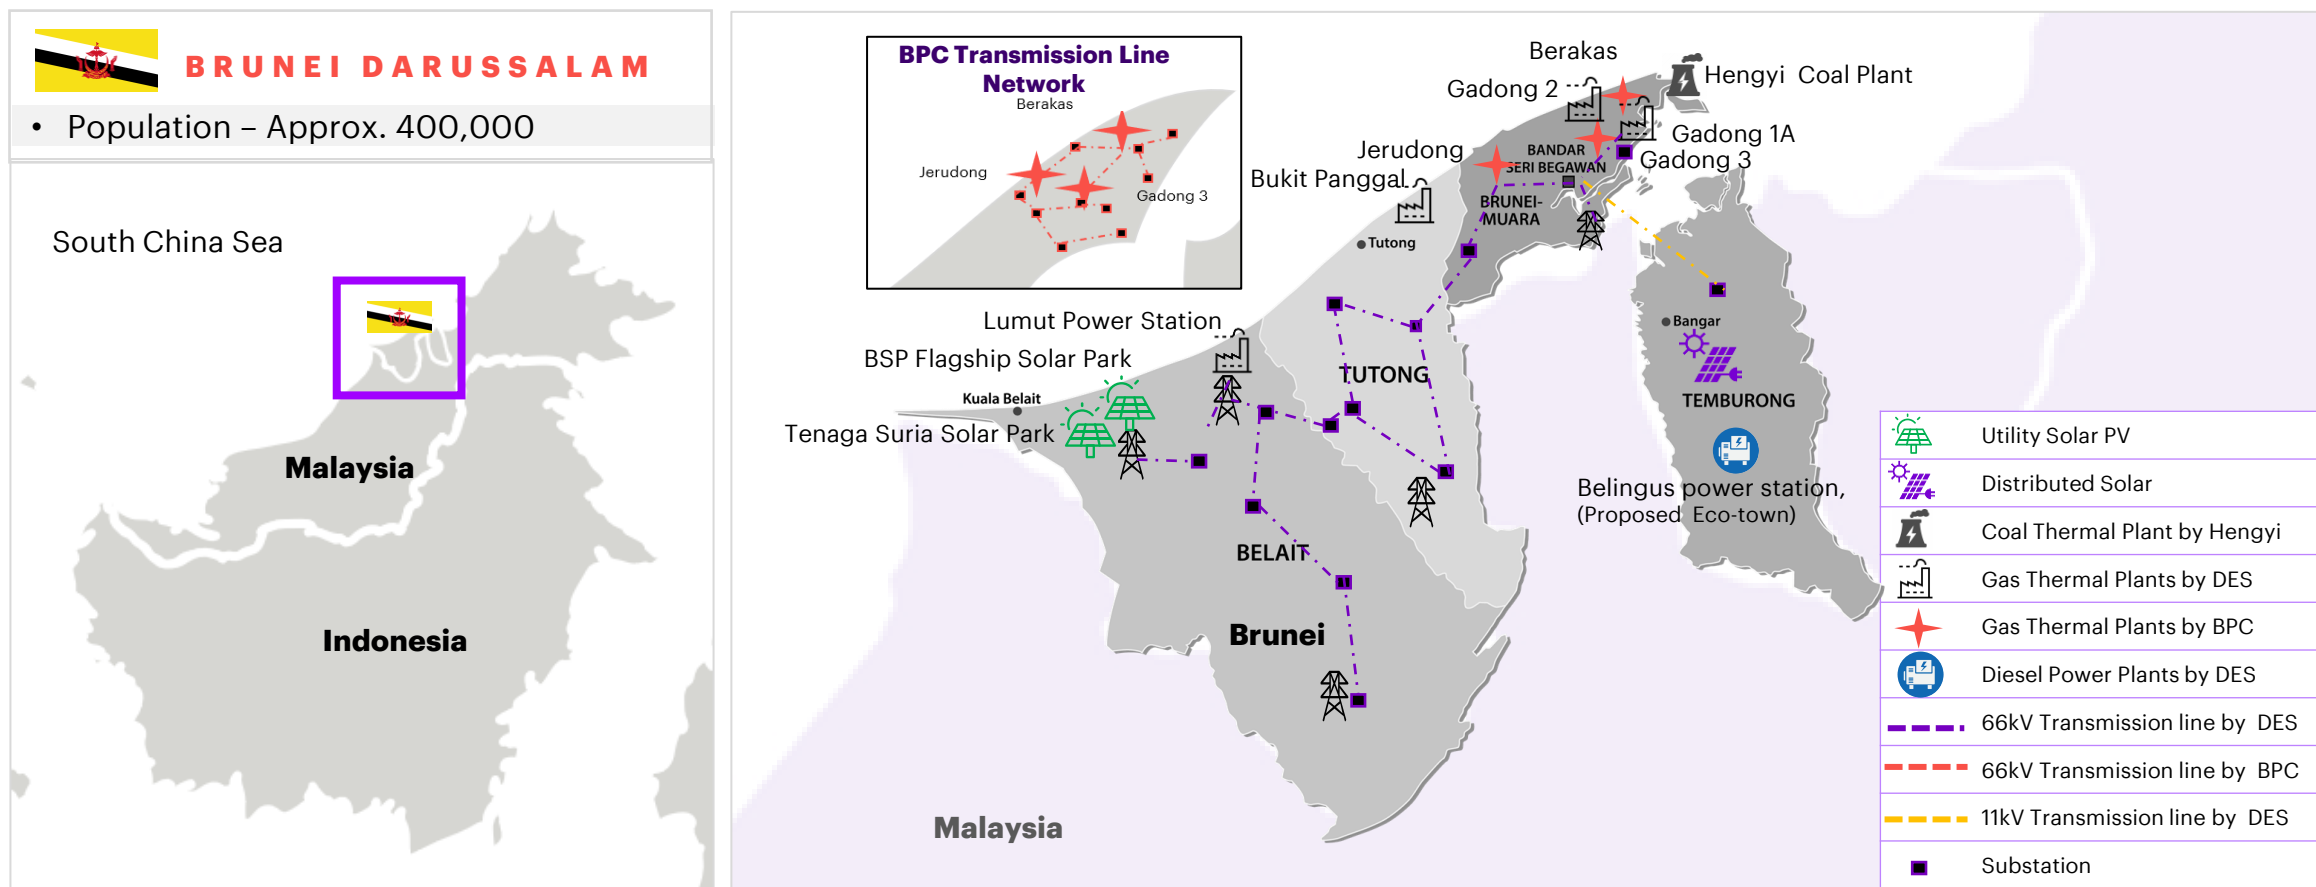 BRUNEI DARUSSALAM
• Population – Approx. 400,000
South China Sea
Malaysia
Indonesia
BPC Transmission Line
Network
Berakas
Jerudong
Gadong 3
Berakas
Hengyi  Coal Plant
Gadong 2
Gadong 1A
Gadong 3
Jerudong
BANDAR
SERI BEGAWAN
Bukit Panggal
BRUNEI-
MUARA
Tutong
Lumut Power Station
BSP Flagship Solar Park
Kuala Belait
Tenaga Suria Solar Park
TUTONG
Bangar
TEMBURONG
Belingus power station,
(Proposed  Eco-town)
BELAIT
Brunei
Malaysia
Utility Solar PV
Distributed Solar
Coal Thermal Plant by Hengyi
Gas Thermal Plants by DES
Gas Thermal Plants by BPC
Diesel Power Plants by DES
66kV Transmission line by  DES
66kV Transmission line by  BPC
11kV Transmission line by  DES
Substation